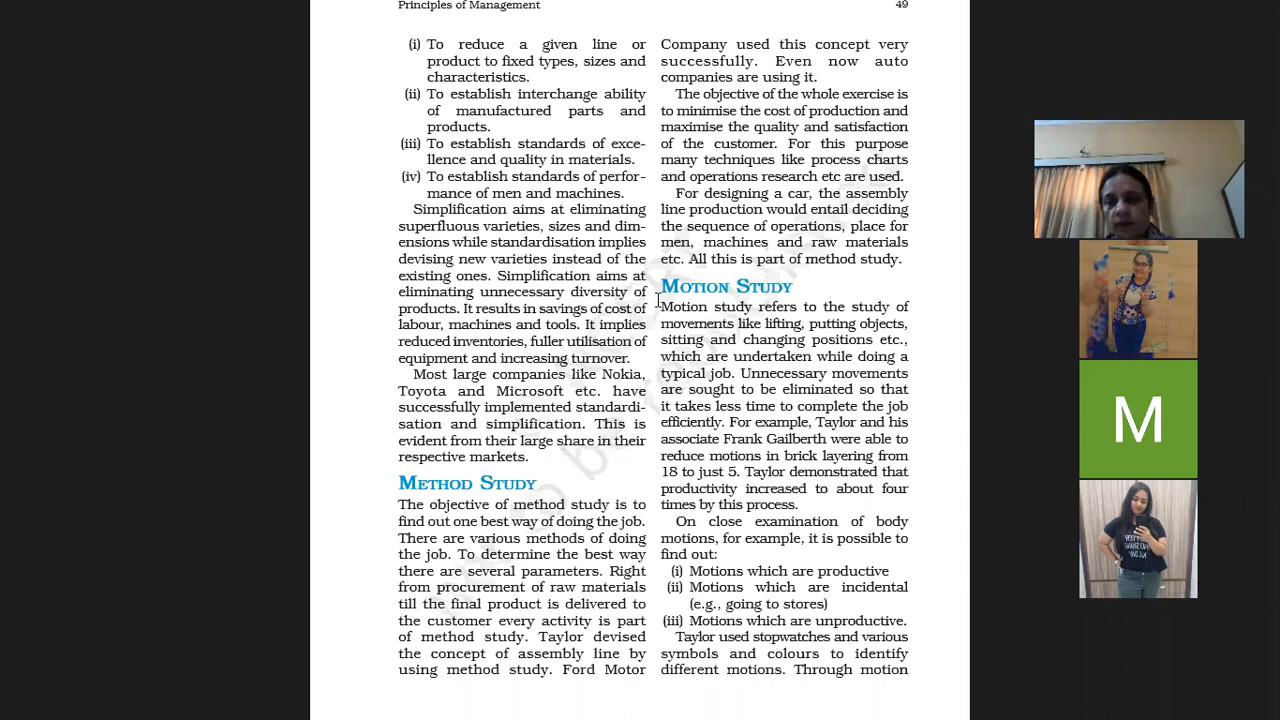 Principles of Management
49
(i) To reduce a given line or
product to fixed types, sizes and
characteristics.
(ii) To establish interchange ability
of manufactured parts and
products.
(iii) To establish standards of exce-
llence and quality in materials.
(iv) To establish standards of perfor-
mance of men and machines.
Simplification aims at eliminating
superfluous varieties, sizes and dim-
ensions while standardisation implies
devising new varieties instead of the
existing ones. Simplification aims at
eliminating unnecessary diversity of
products. It results in savings of cost of
labour, machines and tools. It implies
reduced inventories, fuller utilisation of
equipment and increasing turnover.
Most large companies like Nokia,
Toyota and Microsoft etc. have
successfully implemented standardi-
sation and simplification. This is
evident from their large share in their
respective markets.
METHOD STUDY
The objective of method study is to
find out one best way of doing the job.
There are various methods of doing
the job. To determine the best way
there are several parameters. Right
from procurement of raw materials
till the final product is delivered to
the customer every activity is part
of method study. Taylor devised
the concept of assembly line by
using method study. Ford Motor
Company used this concept very
successfully. Even now auto
companies are using it.
The objective of the whole exercise is
to minimise the cost of production and
maximise the quality and satisfaction
of the customer. For this purpose
many techniques like process charts
and operations research etc are used.
For designing a car, the assembly
line production would entail deciding
the sequence of operations, place for
men, machines and raw materials
etc. All this is part of method study.
MOTION STUDY
Motion study refers to the study of
movements like lifting, putting objects,
sitting and changing positions etc.,
which are undertaken while doing a
typical job. Unnecessary movements
are sought to be eliminated so that
it takes less time to complete the job
efficiently. For example, Taylor and his
associate Frank Gailberth were able to
reduce motions in brick layering from
18 to just 5. Taylor demonstrated that
productivity increased to about four
times by this process.
On close examination of body
motions, for example, it is possible to
find out:
(i) Motions which are productive
(ii) Motions which are incidental
(e.g., going to stores)
(iii) Motions which are unproductive.
Taylor used stopwatches and various
symbols and colours to identify
different motions. Through motion
M